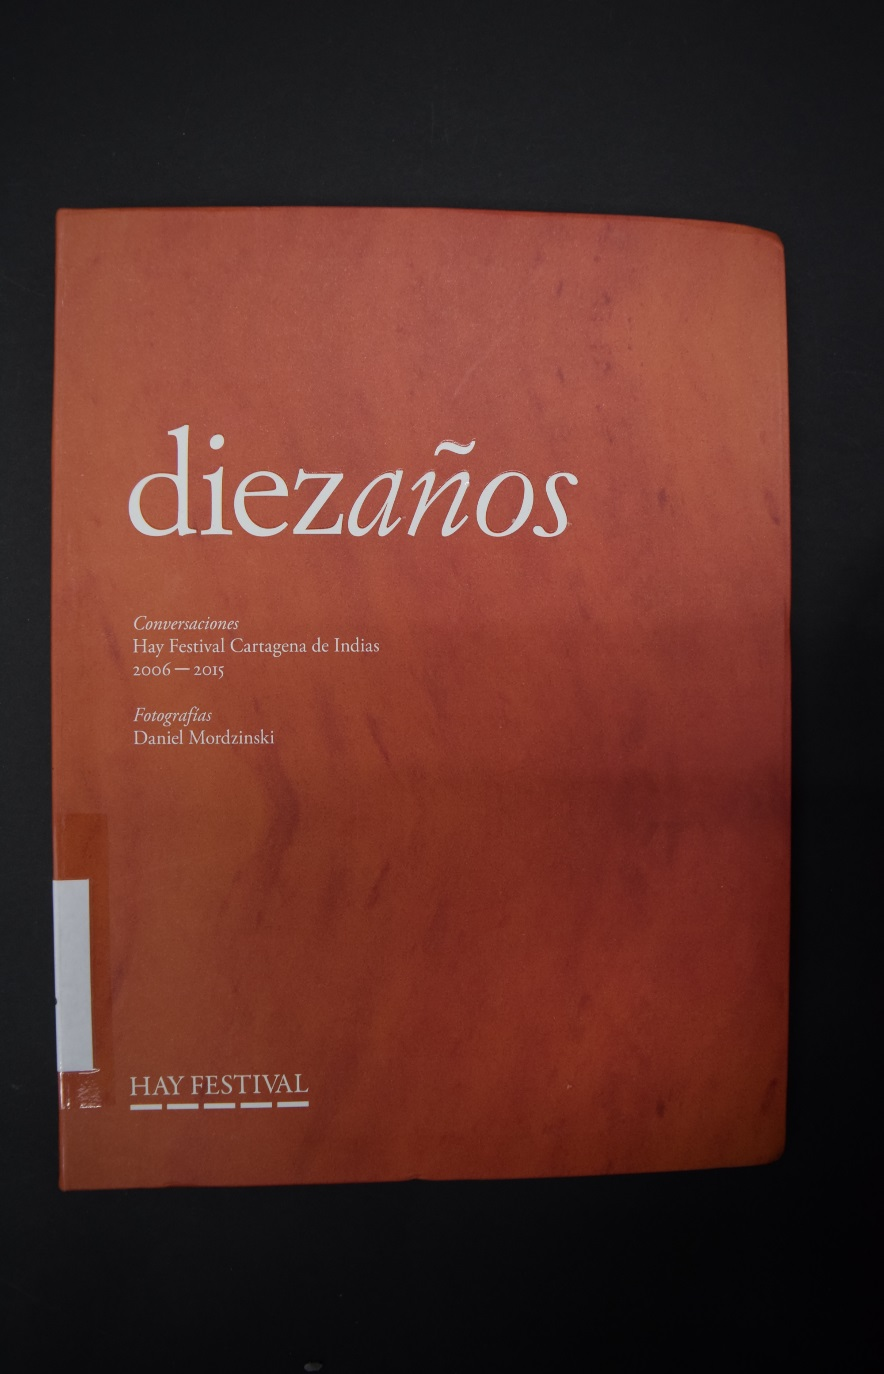 diezaños
Conversaciones
Hay Festival Cartagena de Indias
2006 — 2015
Fotografías
Daniel Mordzinski
HAY FESTIVAL